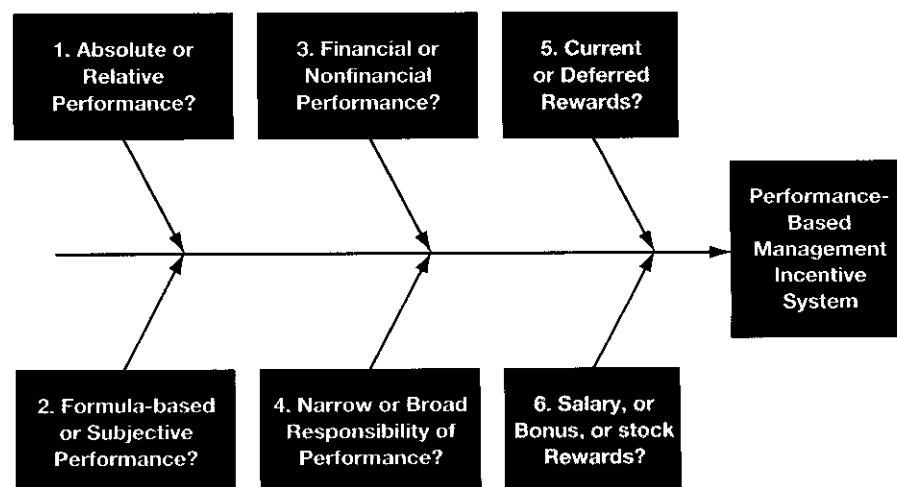 1. Absolute or
Relative
Performance?
3. Financial or
Nonfinancial
Performance?
5. Current
or Deferred
Rewards?
Performance-
Based
Management
Incentive
System
2. Formula-based
or Subjective
Performance?
4. Narrow or Broad
Responsibility of
Performance?
6. Salary, or
Bonus, or stock
Rewards?